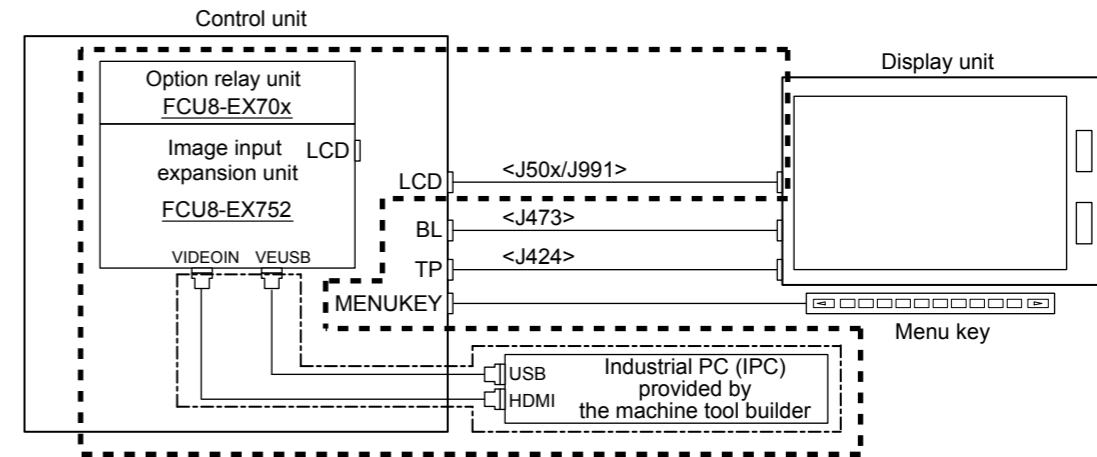 Control unit
Display unit
Option relay unit
FCU8-EX70x
Image input
expansion unit
LCD
FCU8-EX752
VIDEOIN VEUSB
LCD
<J50x/J991>
BL
<J473>
TP
<J424>
MENUKEY
Menu key
USB
HDMI
Industrial PC (IPC)
provided by
the machine tool builder